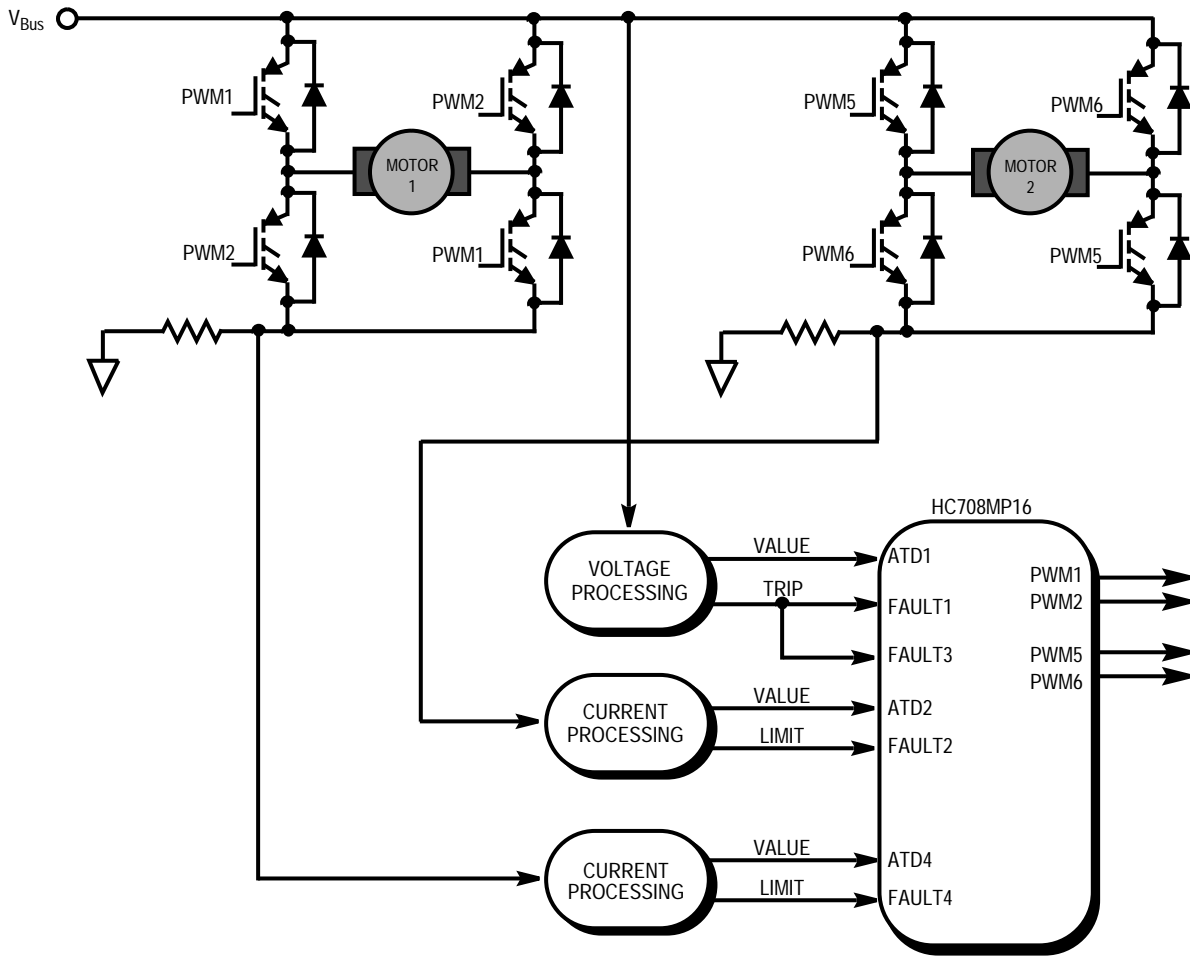 VBus
PWM1
PWM2
PWM5
PWM6
MOTOR
1
MOTOR
2
PWM2
PWM1
PWM6
PWM5
HC708MP16
VOLTAGE
PROCESSING
VALUE
TRIP
ATD1
FAULT1
FAULT3
PWM1
PWM2
PWM5
PWM6
CURRENT
PROCESSING
VALUE
LIMIT
ATD2
FAULT2
CURRENT
PROCESSING
VALUE
LIMIT
ATD4
FAULT4